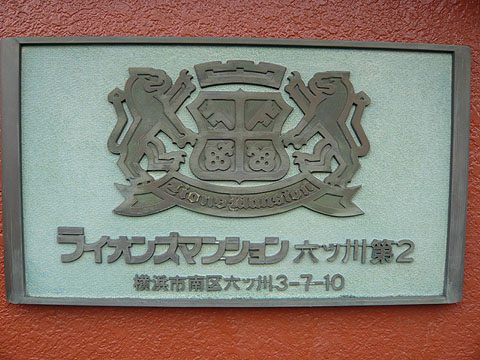 Lions Mansion
ライオンズマンション 六ッ川第2
横浜市南区六ッ川3-7-10